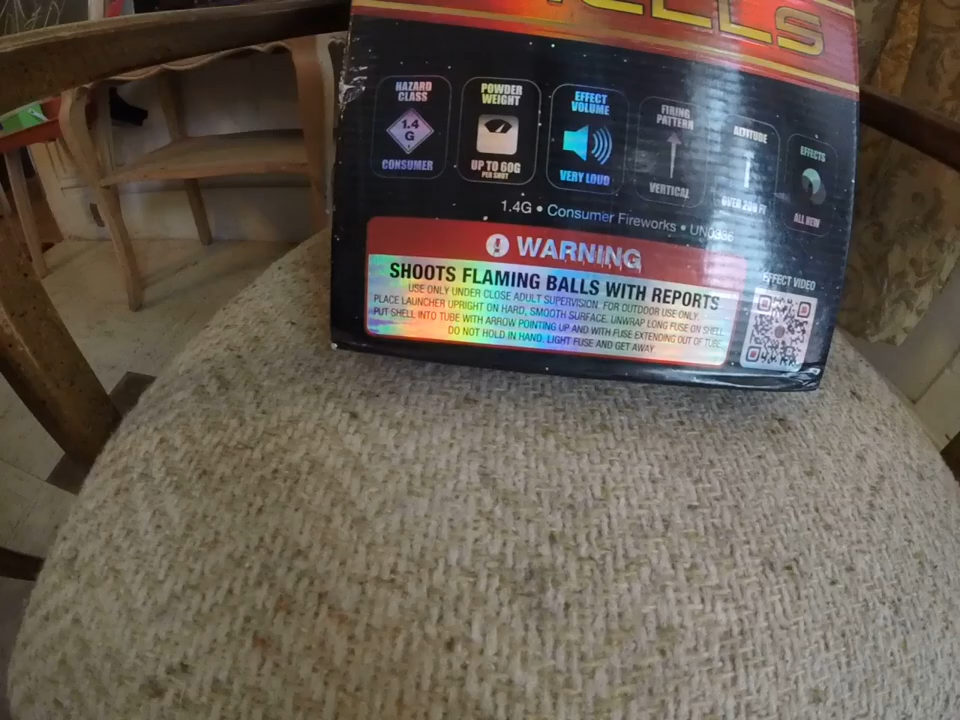 HAZARD CLASS
1.4 G
CONSUMER
POWDER WEIGHT
UP TO 60G
PER SHOT
EFFECT VOLUME
VERY LOUD
FIRING PATTERN
VERTICAL
ALTITUDE
OVER 200 FT
EFFECTS
ALL NEW
1.4G • Consumer Fireworks • UN0336
! WARNING
SHOOTS FLAMING BALLS WITH REPORTS
USE ONLY UNDER CLOSE ADULT SUPERVISION. FOR OUTDOOR USE ONLY.
PLACE LAUNCHER UPRIGHT ON HARD, SMOOTH SURFACE. UNWRAP LONG FUSE ON SHELL.
PUT SHELL INTO TUBE WITH ARROW POINTING UP AND WITH FUSE EXTENDING OUT OF TUBE.
DO NOT HOLD IN HAND. LIGHT FUSE AND GET AWAY
EFFECT VIDEO